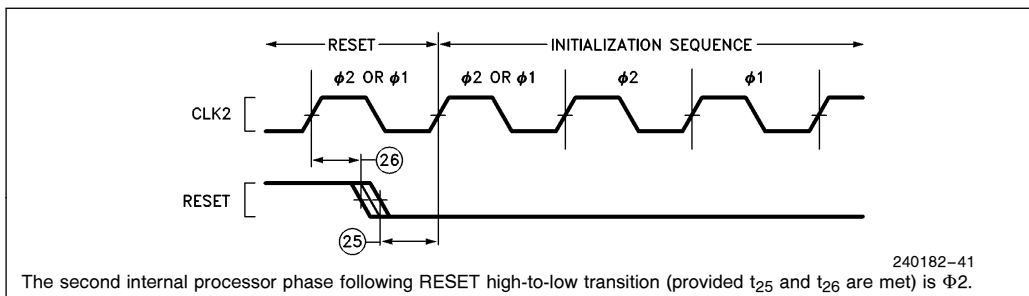 RESET INITIALIZATION SEQUENCE
ϕ2 OR ϕ1 ϕ2 OR ϕ1 ϕ2 ϕ1
CLK2
26
RESET
25
240182–41
The second internal processor phase following RESET high-to-low transition (provided t25 and t26 are met) is Φ2.